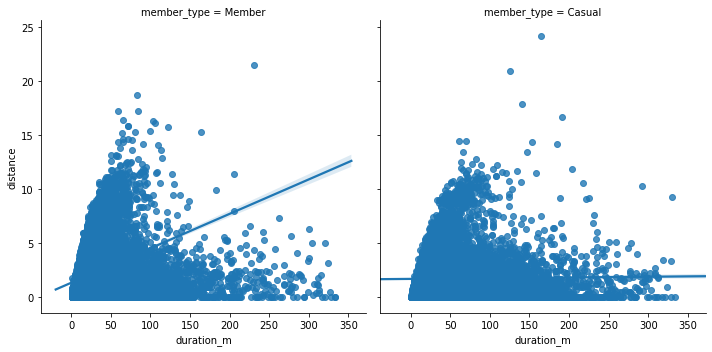 member_type = Member
member_type = Casual
25
20
15
10
5
0
distance
0 50 100 150 200 250 300 350
0 50 100 150 200 250 300 350
duration_m
duration_m